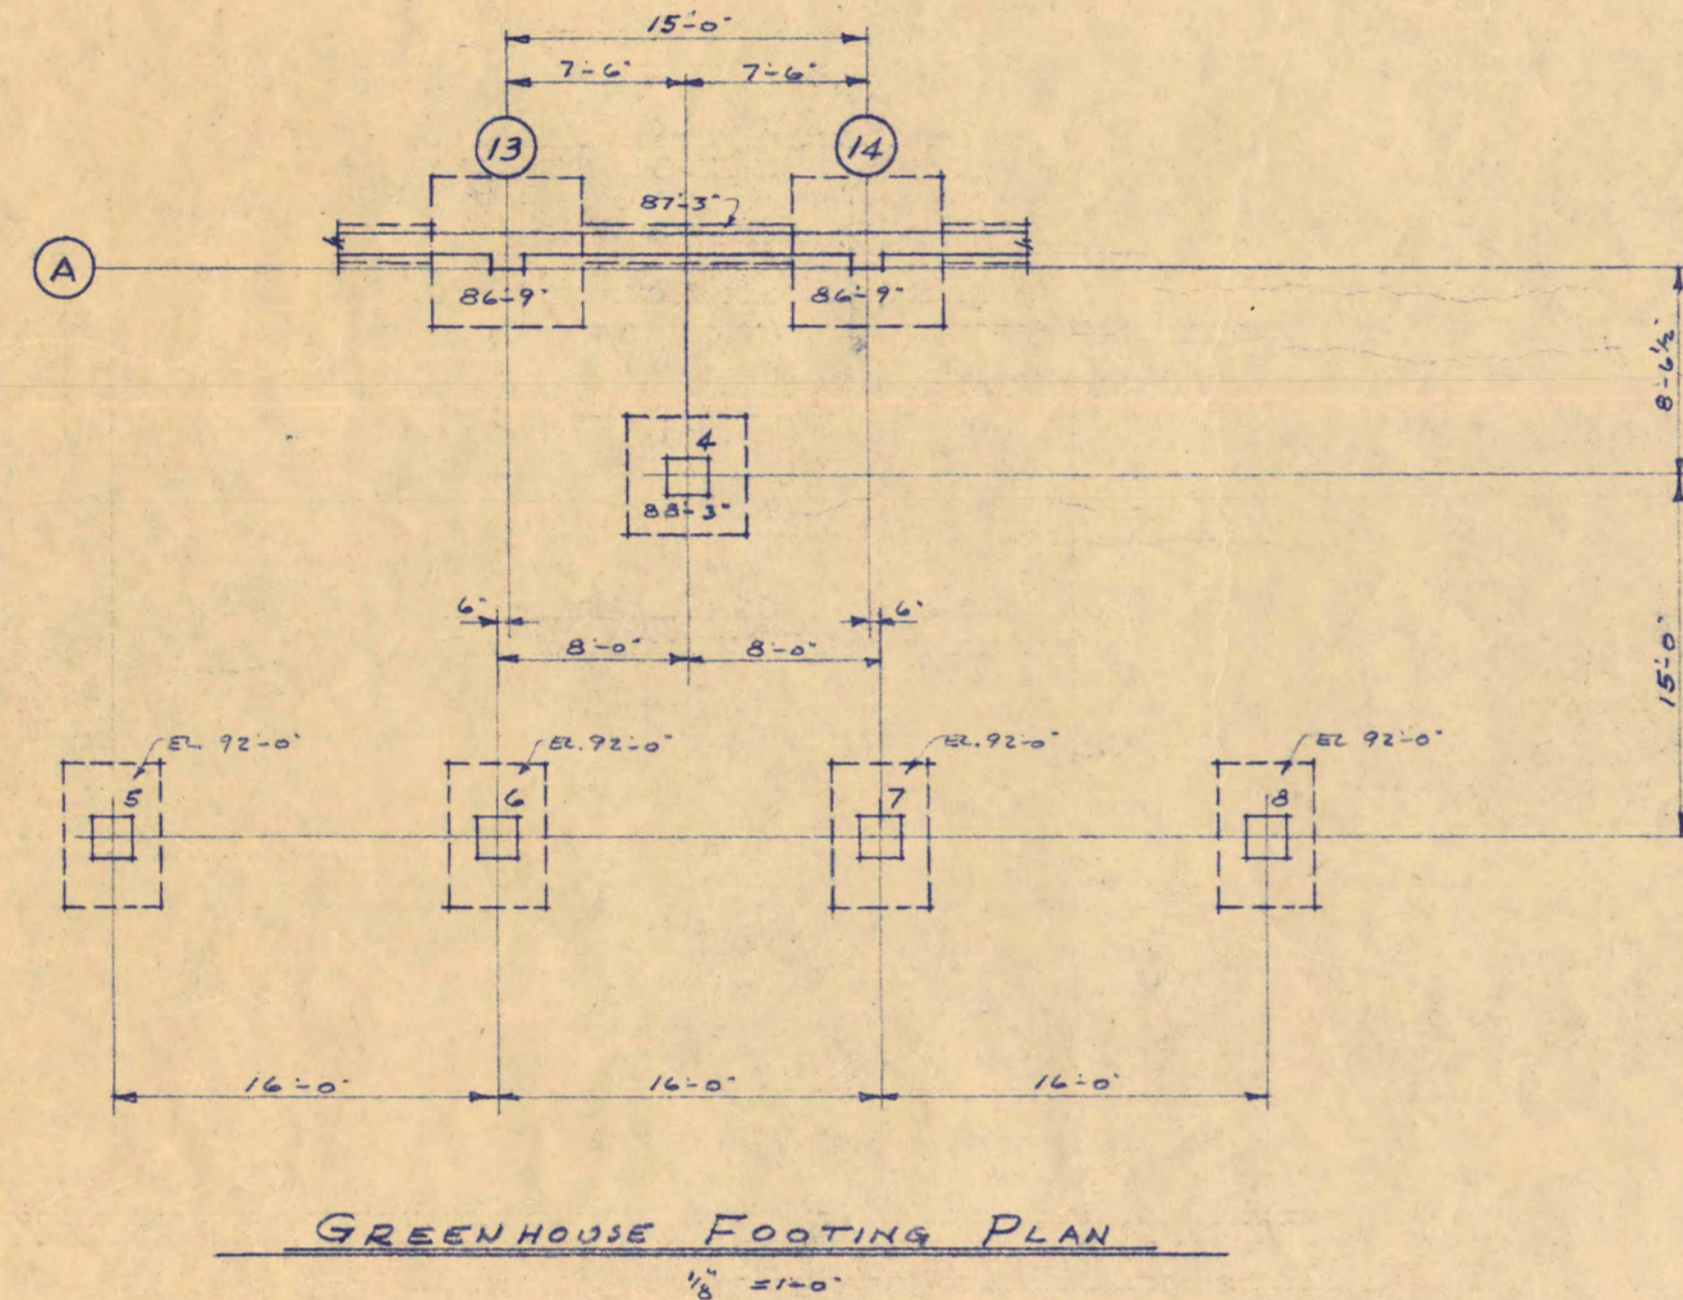 15'-0"
7'-6" 7'-6"
13 14
87'-3"
A
86'-9" 86'-9"
8'-6½"
4
88'-3"
6" 6"
8'-0" 8'-0"
15'-0"
EL. 92'-0" EL. 92'-0" EL. 92'-0" EL. 92'-0"
5 6 7 8
16'-0" 16'-0" 16'-0"
GREENHOUSE FOOTING PLAN
1/8" = 1'-0"